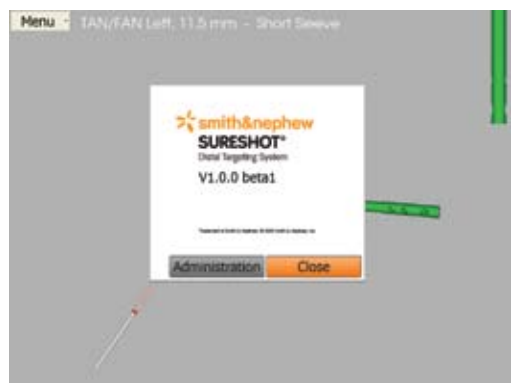 Menu
TAN/FAN Left, 11.5 mm - Short Sleeve
smith&nephew
SURESHOT®
Distal Targeting System
V1.0.0 beta1
Administration
Close